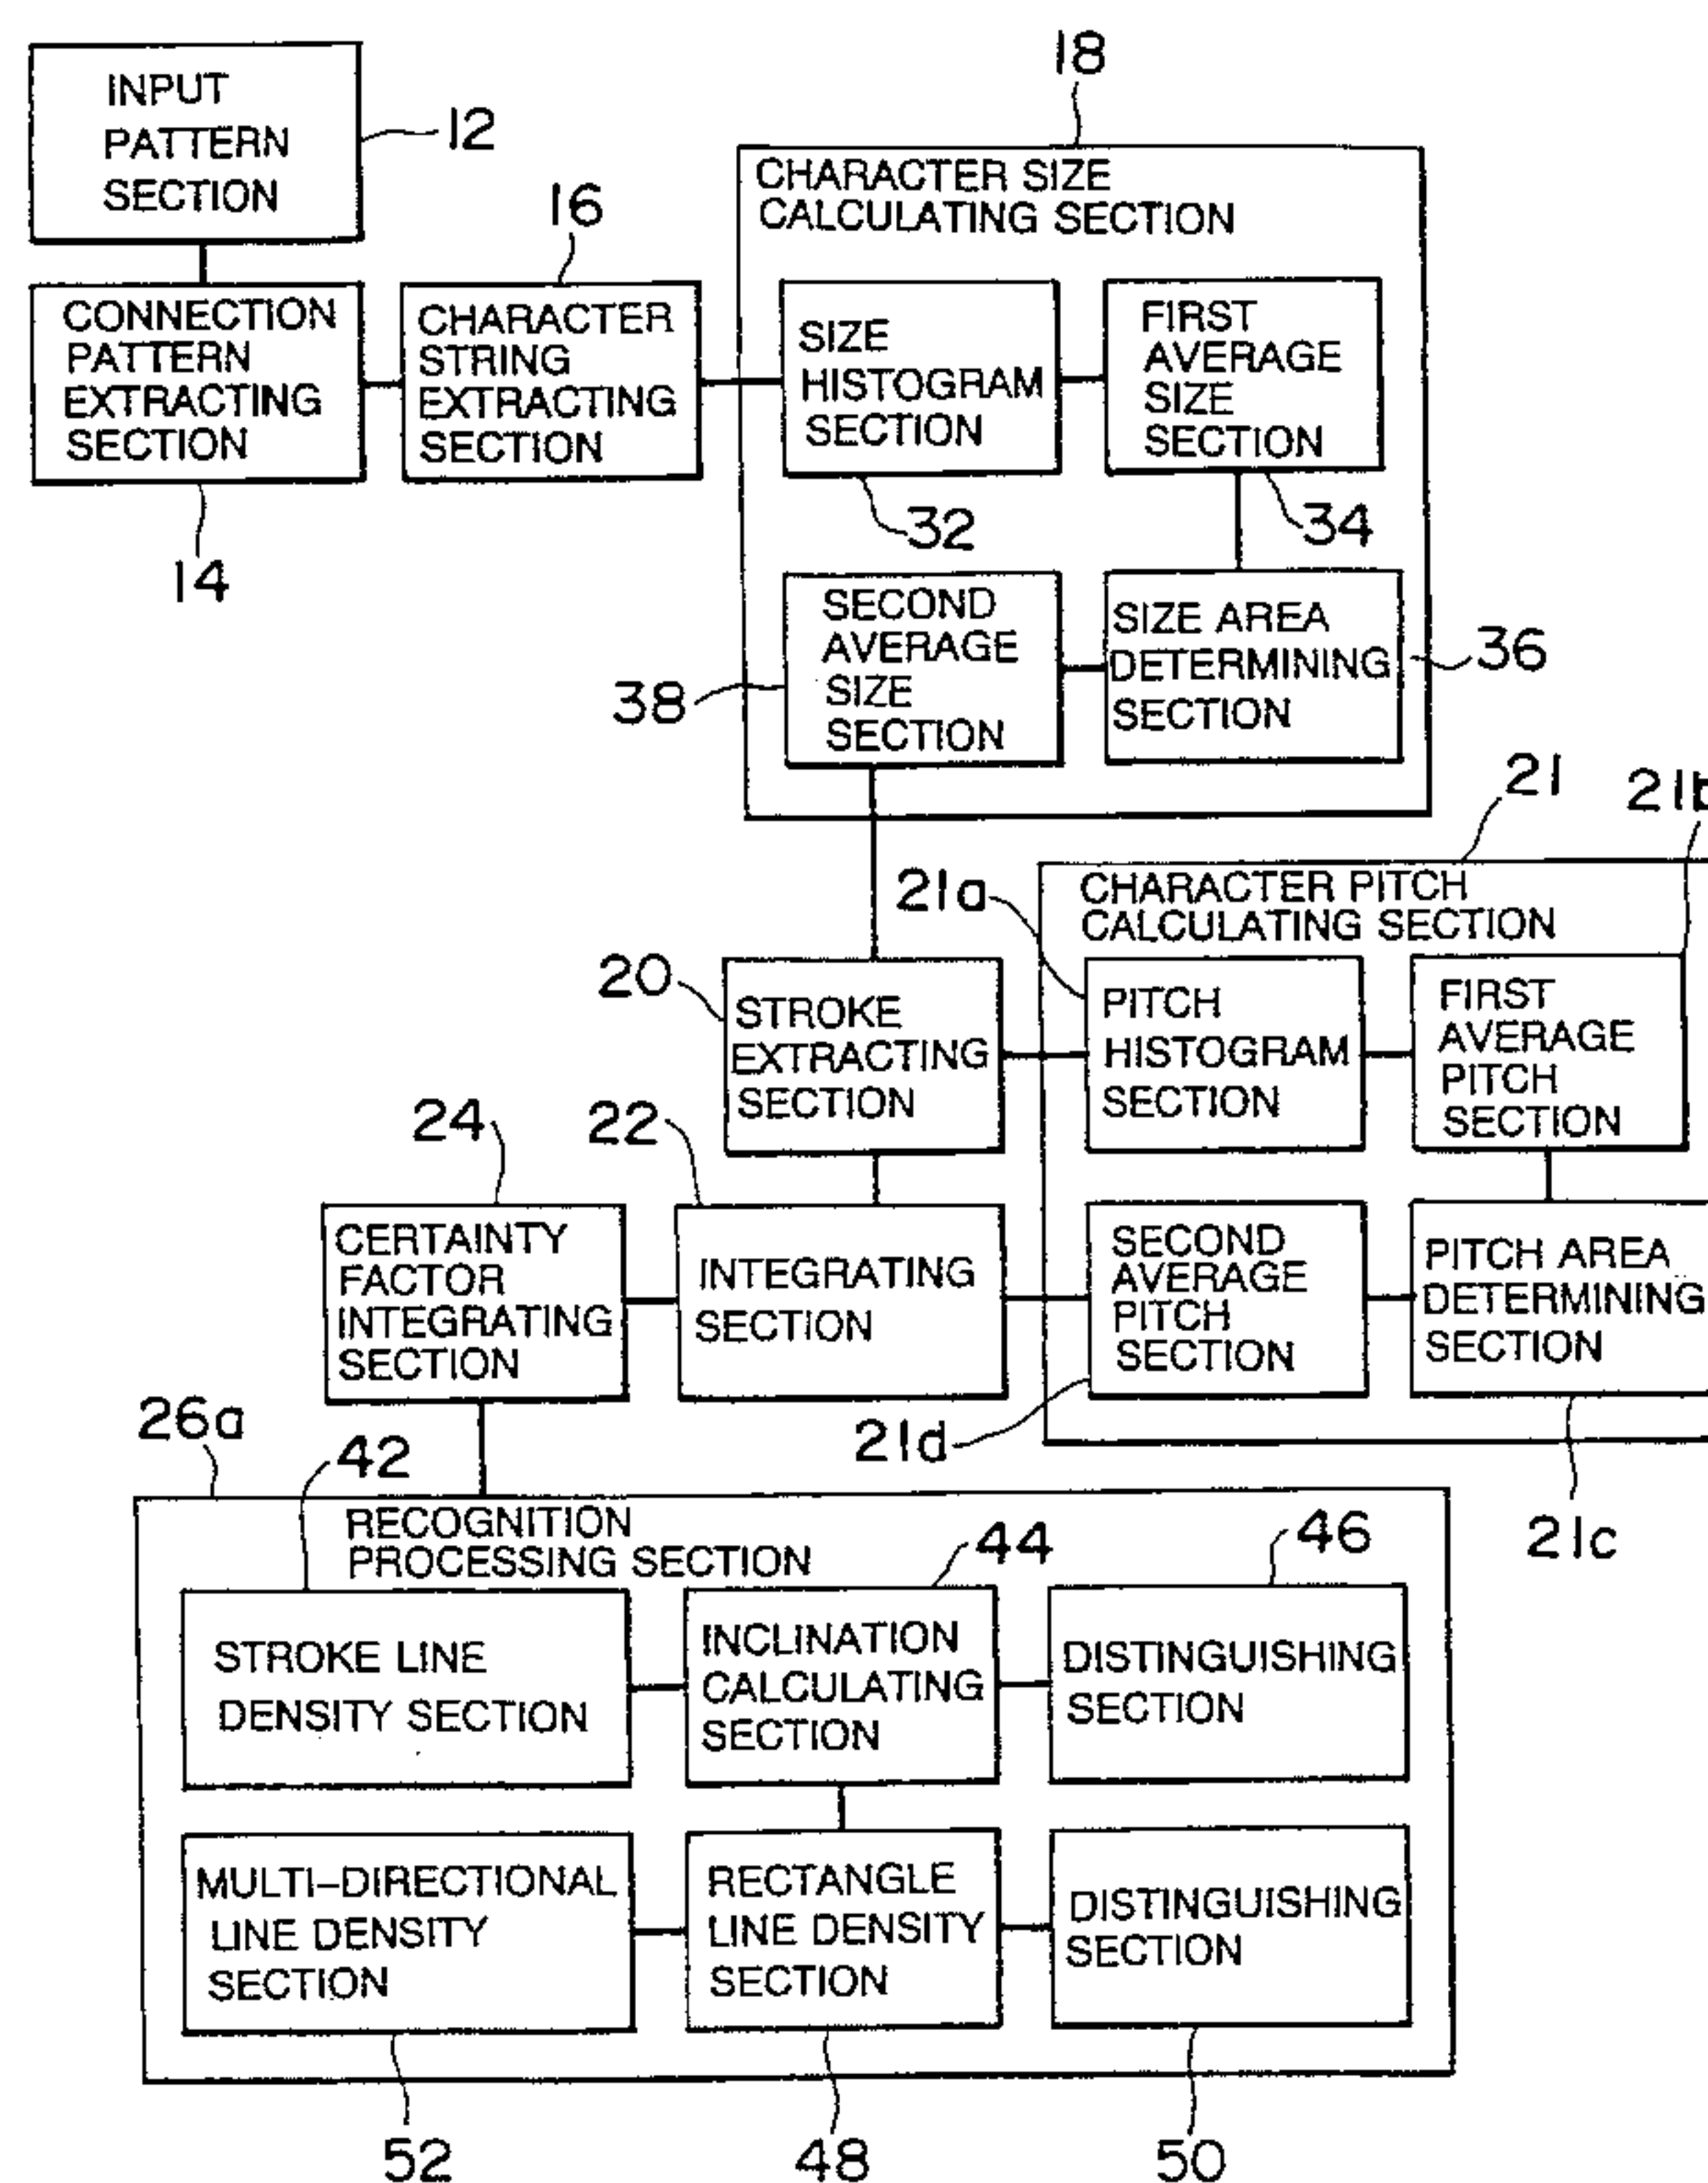 INPUT
PATTERN
SECTION
12
18
16
CONNECTION
PATTERN
EXTRACTING
SECTION
14
CHARACTER
STRING
EXTRACTING
SECTION
CHARACTER SIZE
CALCULATING SECTION
SIZE
HISTOGRAM
SECTION
32
FIRST
AVERAGE
SIZE
SECTION
34
SECOND
AVERAGE
SIZE
SECTION
38
SIZE AREA
DETERMINING
SECTION
36
21
21b
21a
CHARACTER PITCH
CALCULATING SECTION
20
STROKE
EXTRACTING
SECTION
PITCH
HISTOGRAM
SECTION
FIRST
AVERAGE
PITCH
SECTION
24
22
CERTAINTY
FACTOR
INTEGRATING
SECTION
INTEGRATING
SECTION
SECOND
AVERAGE
PITCH
SECTION
PITCH AREA
DETERMINING
SECTION
21d
21c
26a
42
RECOGNITION
PROCESSING SECTION
44
46
STROKE LINE
DENSITY SECTION
INCLINATION
CALCULATING
SECTION
DISTINGUISHING
SECTION
MULTI-DIRECTIONAL
LINE DENSITY
SECTION
RECTANGLE
LINE DENSITY
SECTION
DISTINGUISHING
SECTION
52
48
50